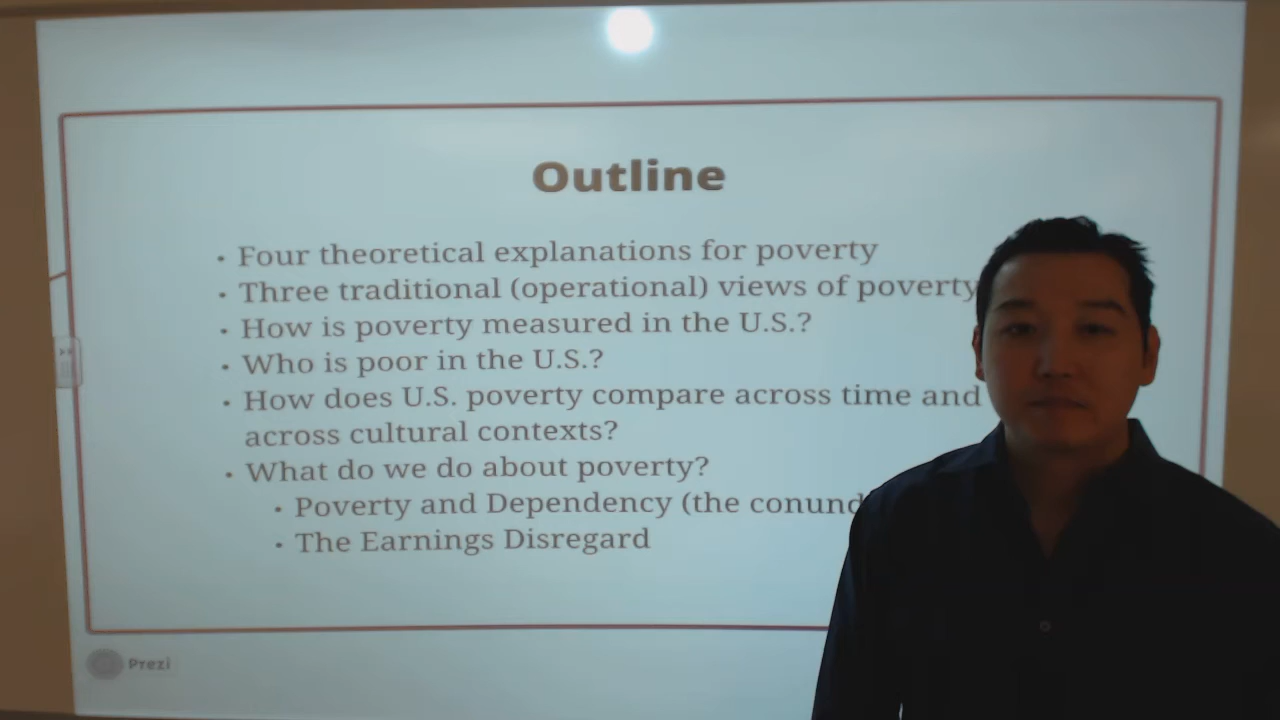 Outline
• Four theoretical explanations for poverty
• Three traditional (operational) views of poverty
• How is poverty measured in the U.S.?
• Who is poor in the U.S.?
• How does U.S. poverty compare across time and
across cultural contexts?
• What do we do about poverty?
• Poverty and Dependency (the
• The Earnings Disregard
Prezi